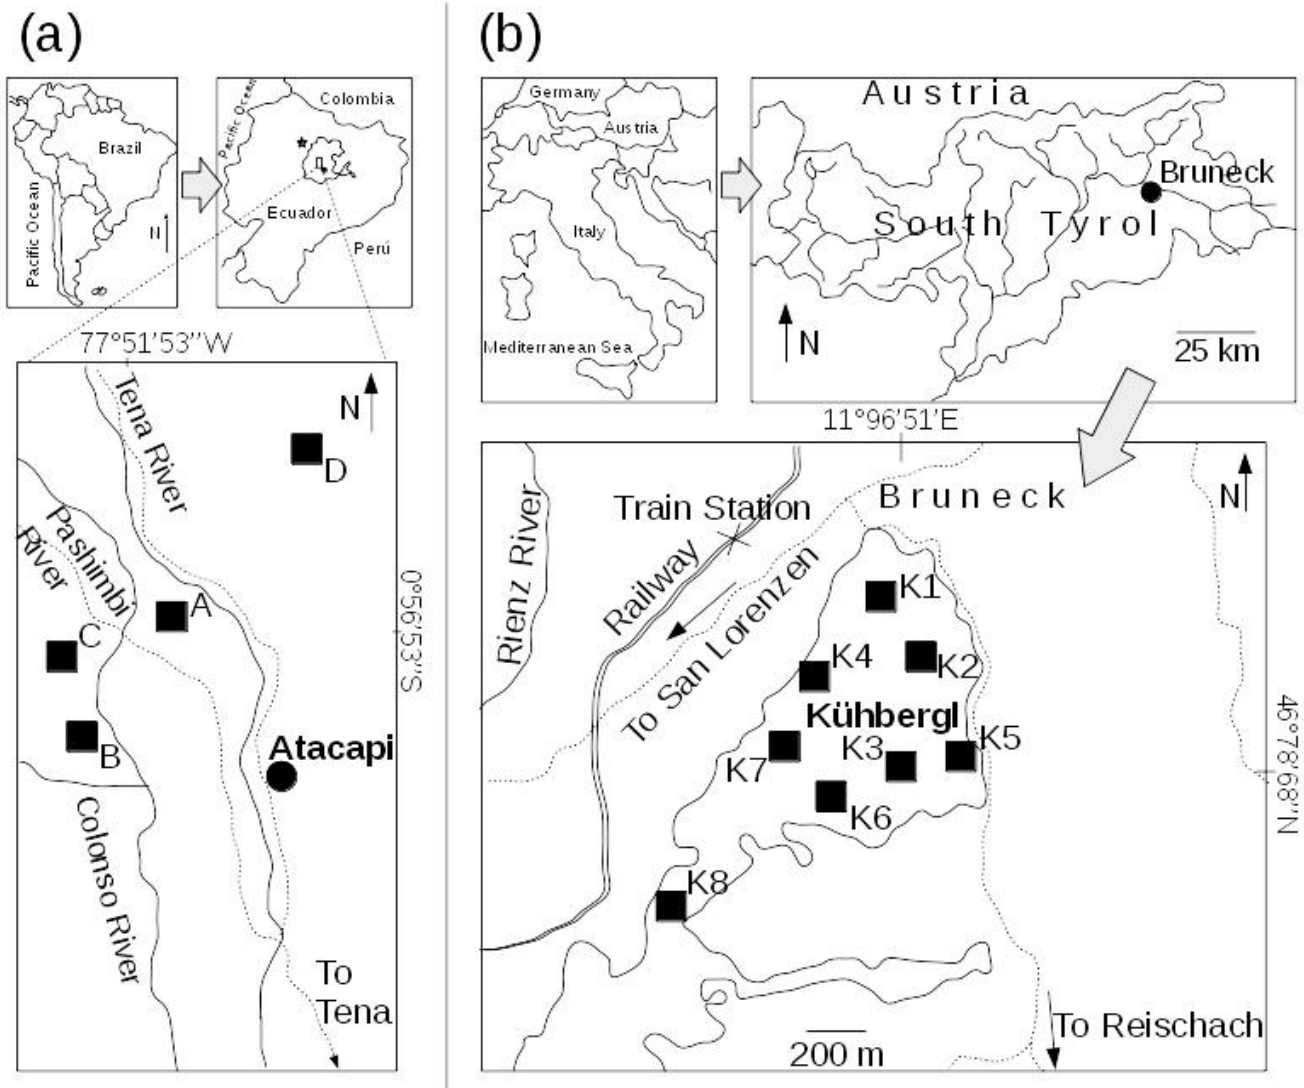 (a)
Brazil
Pacific Ocean
N
Pacific Ocean
Colombia
Ecuador
Perú
77°51'53"W
Tena River
N
D
Pashimbi
River
A
C
B
0°56'53"S
Atacapi
Colonso River
To
Tena
(b)
Germany
Austria
Italy
Mediterranean Sea
Austria
Bruneck
South Tyrol
N
25 km
11°96'51'E
Bruneck
N
Train Station
Rienz River
Railway
To San Lorenzen
K1
K2
K4
Kühbergl
K3
K5
K7
K6
K8
46°78'68"N
To Reischach
200 m